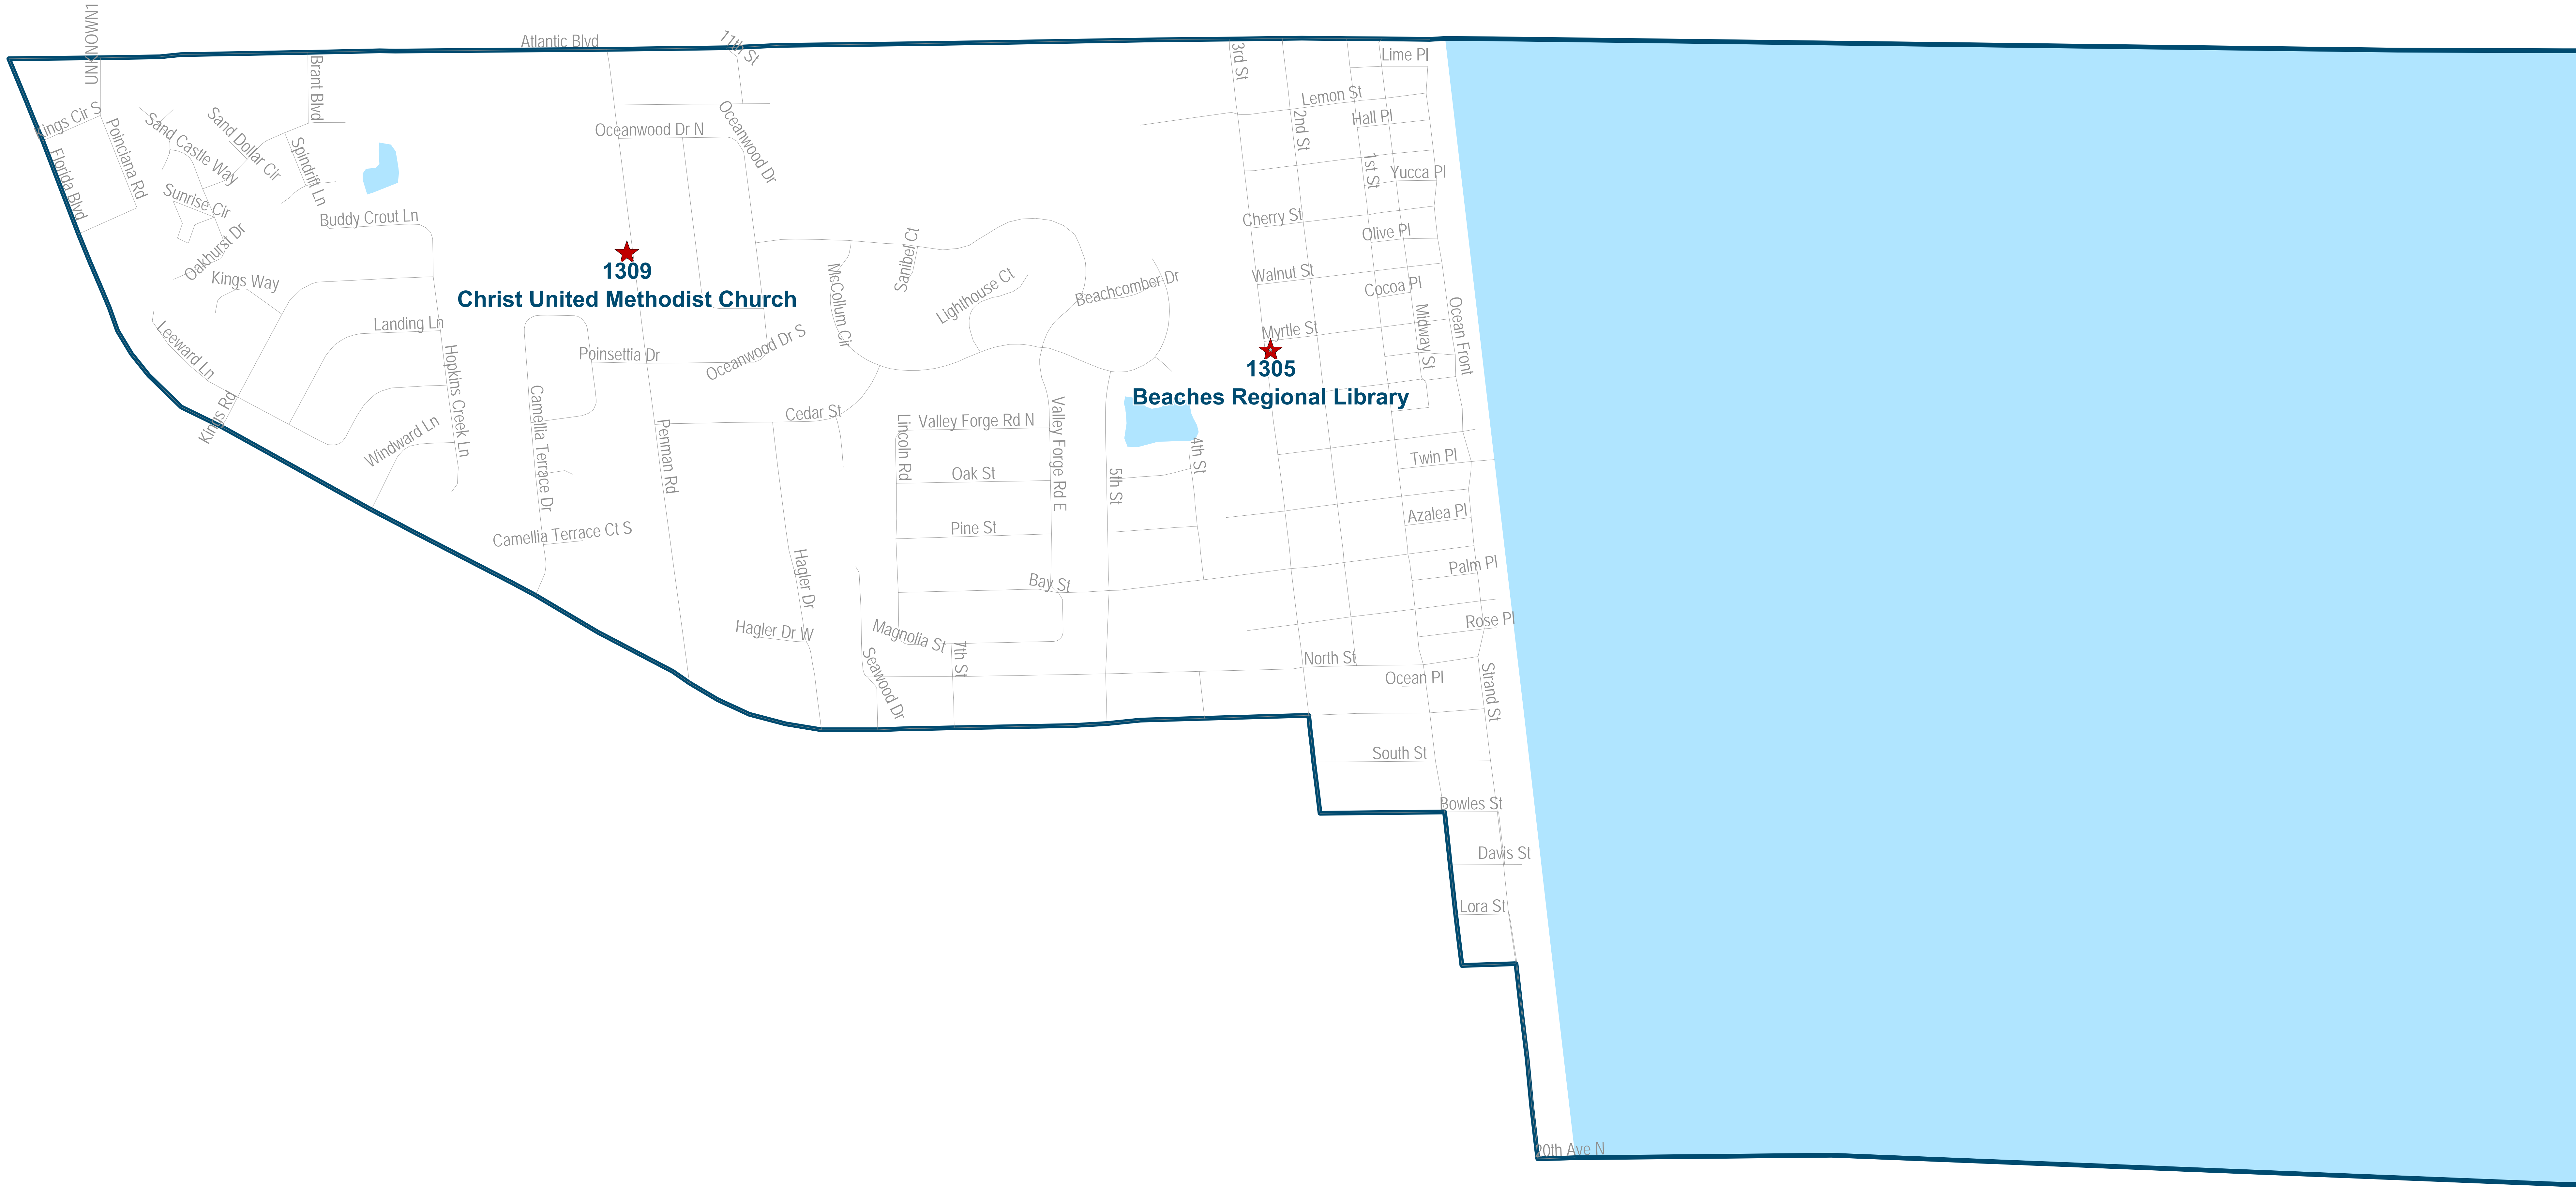 UNKNOWN1
Atlantic Blvd
11th St
3rd St
Lime Pl
Brant Blvd
Kings Cir S
Poinciana Rd
Sand Castle Way
Sand Dollar Cir
Spindrift Ln
Oceanwood Dr N
Oceanwood Dr
Lemon St
Hall Pl
2nd St
1st St
Yucca Pl
Florida Blvd
Sunrise Cir
Buddy Crout Ln
Oakhurst Dr
Kings Way
Cherry St
Olive Pl
Sanibel Ct
McCollum Cir
Lighthouse Ct
Beachcomber Dr
Walnut St
Cocoa Pl
1309
Christ United Methodist Church
Leeward Ln
Landing Ln
Hopkins Creek Ln
Poinsettia Dr
Oceanwood Dr S
Myrtle St
Midway St
Ocean Front
1305
Beaches Regional Library
Kings Rd
Windward Ln
Camellia Terrace Dr
Penman Rd
Cedar St
Lincoln Rd
Valley Forge Rd N
Valley Forge Rd E
Oak St
5th St
4th St
Twin Pl
Azalea Pl
Camellia Terrace Ct S
Pine St
Hagler Dr
Bay St
Palm Pl
Hagler Dr W
Magnolia St
7th St
Seawood Dr
Rose Pl
North St
Ocean Pl
Strand St
South St
Bowles St
Davis St
Lora St
20th Ave N